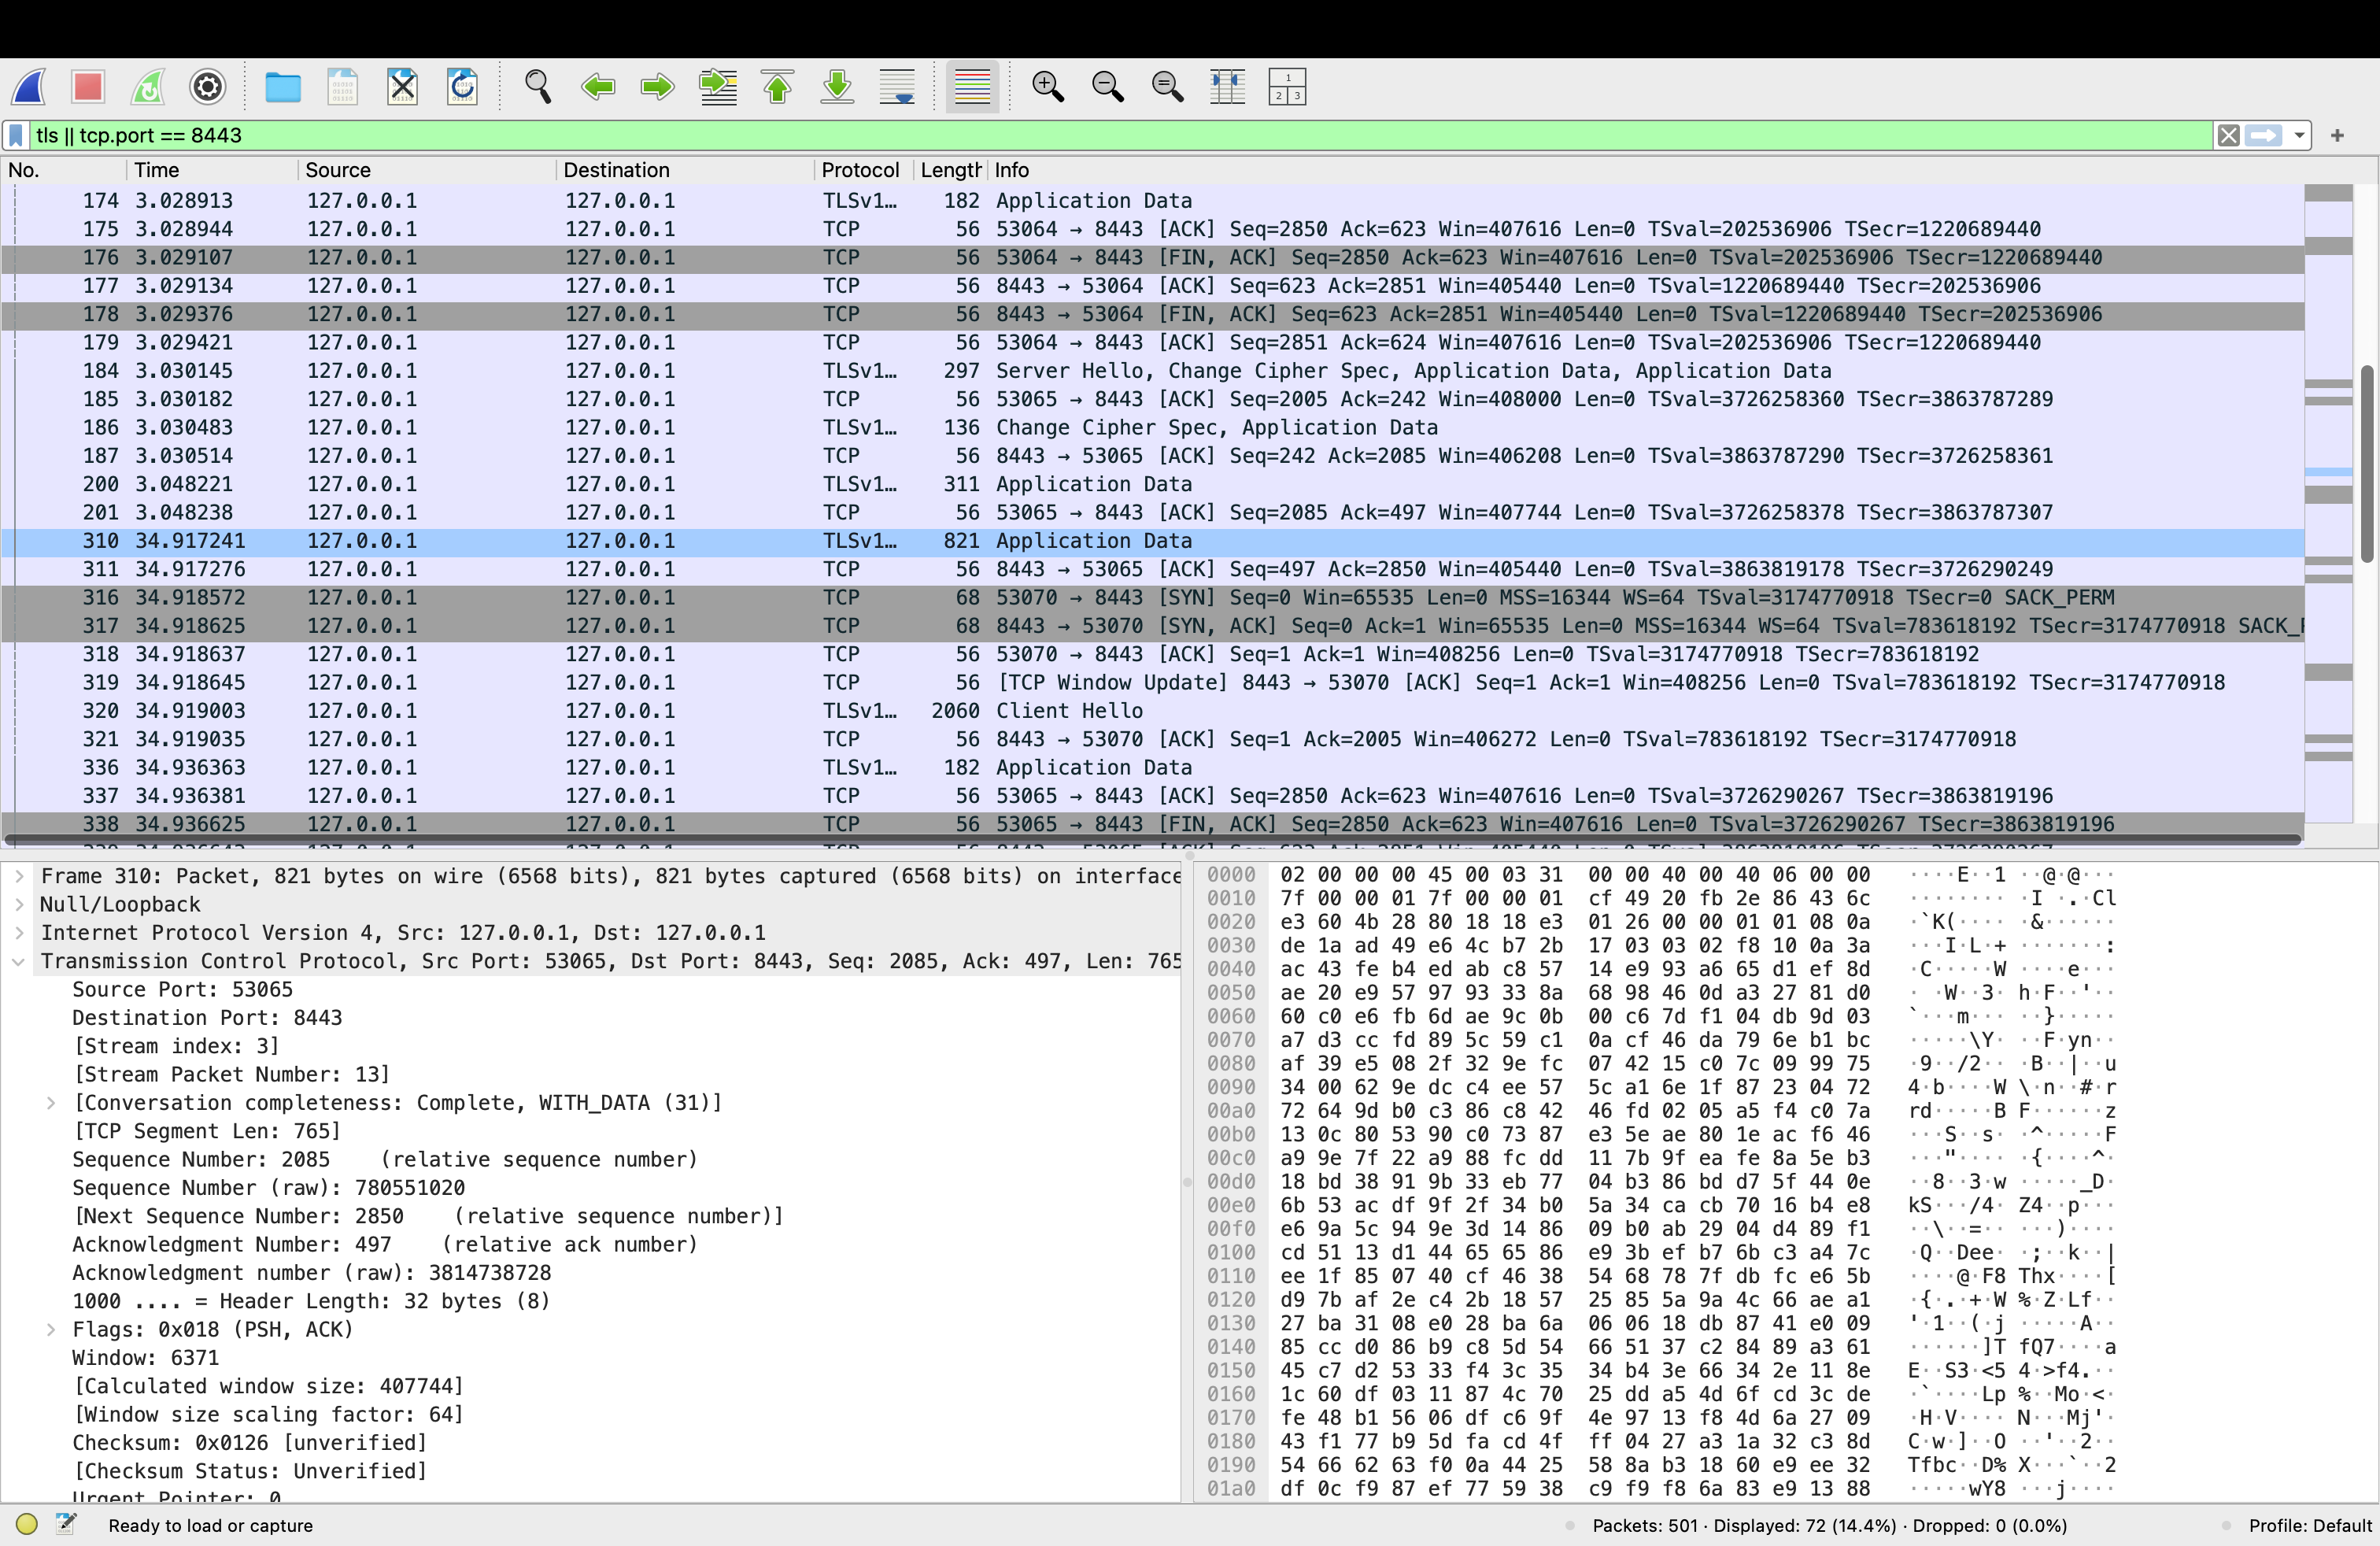 tls || tcp.port == 8443
No. Time Source Destination Protocol Length Info
174 3.028913 127.0.0.1 127.0.0.1 TLSv1… 182 Application Data
175 3.028944 127.0.0.1 127.0.0.1 TCP 56 53064 → 8443 [ACK] Seq=2850 Ack=623 Win=407616 Len=0 TSval=202536906 TSecr=1220689440
176 3.029107 127.0.0.1 127.0.0.1 TCP 56 53064 → 8443 [FIN, ACK] Seq=2850 Ack=623 Win=407616 Len=0 TSval=202536906 TSecr=1220689440
177 3.029134 127.0.0.1 127.0.0.1 TCP 56 8443 → 53064 [ACK] Seq=623 Ack=2851 Win=405440 Len=0 TSval=1220689440 TSecr=202536906
178 3.029376 127.0.0.1 127.0.0.1 TCP 56 8443 → 53064 [FIN, ACK] Seq=623 Ack=2851 Win=405440 Len=0 TSval=1220689440 TSecr=202536906
179 3.029421 127.0.0.1 127.0.0.1 TCP 56 53064 → 8443 [ACK] Seq=2851 Ack=624 Win=407616 Len=0 TSval=202536906 TSecr=1220689440
184 3.030145 127.0.0.1 127.0.0.1 TLSv1… 297 Server Hello, Change Cipher Spec, Application Data, Application Data
185 3.030182 127.0.0.1 127.0.0.1 TCP 56 53065 → 8443 [ACK] Seq=2005 Ack=242 Win=408000 Len=0 TSval=3726258360 TSecr=3863787289
186 3.030483 127.0.0.1 127.0.0.1 TLSv1… 136 Change Cipher Spec, Application Data
187 3.030514 127.0.0.1 127.0.0.1 TCP 56 8443 → 53065 [ACK] Seq=242 Ack=2085 Win=406208 Len=0 TSval=3863787290 TSecr=3726258361
200 3.048221 127.0.0.1 127.0.0.1 TLSv1… 311 Application Data
201 3.048238 127.0.0.1 127.0.0.1 TCP 56 53065 → 8443 [ACK] Seq=2085 Ack=497 Win=407744 Len=0 TSval=3726258378 TSecr=3863787307
310 34.917241 127.0.0.1 127.0.0.1 TLSv1… 821 Application Data
311 34.917276 127.0.0.1 127.0.0.1 TCP 56 8443 → 53065 [ACK] Seq=497 Ack=2850 Win=405440 Len=0 TSval=3863819178 TSecr=3726290249
316 34.918572 127.0.0.1 127.0.0.1 TCP 68 53070 → 8443 [SYN] Seq=0 Win=65535 Len=0 MSS=16344 WS=64 TSval=3174770918 TSecr=0 SACK_PERM
317 34.918625 127.0.0.1 127.0.0.1 TCP 68 8443 → 53070 [SYN, ACK] Seq=0 Ack=1 Win=65535 Len=0 MSS=16344 WS=64 TSval=783618192 TSecr=3174770918 SACK_
318 34.918637 127.0.0.1 127.0.0.1 TCP 56 53070 → 8443 [ACK] Seq=1 Ack=1 Win=408256 Len=0 TSval=3174770918 TSecr=783618192
319 34.918645 127.0.0.1 127.0.0.1 TCP 56 [TCP Window Update] 8443 → 53070 [ACK] Seq=1 Ack=1 Win=408256 Len=0 TSval=783618192 TSecr=3174770918
320 34.919003 127.0.0.1 127.0.0.1 TLSv1… 2060 Client Hello
321 34.919035 127.0.0.1 127.0.0.1 TCP 56 8443 → 53070 [ACK] Seq=1 Ack=2005 Win=406272 Len=0 TSval=783618192 TSecr=3174770918
336 34.936363 127.0.0.1 127.0.0.1 TLSv1… 182 Application Data
337 34.936381 127.0.0.1 127.0.0.1 TCP 56 53065 → 8443 [ACK] Seq=2850 Ack=623 Win=407616 Len=0 TSval=3726290267 TSecr=3863819196
338 34.936625 127.0.0.1 127.0.0.1 TCP 56 53065 → 8443 [FIN, ACK] Seq=2850 Ack=623 Win=407616 Len=0 TSval=3726290267 TSecr=3863819196
Frame 310: Packet, 821 bytes on wire (6568 bits), 821 bytes captured (6568 bits) on interface
Null/Loopback
Internet Protocol Version 4, Src: 127.0.0.1, Dst: 127.0.0.1
Transmission Control Protocol, Src Port: 53065, Dst Port: 8443, Seq: 2085, Ack: 497, Len: 765
Source Port: 53065
Destination Port: 8443
[Stream index: 3]
[Stream Packet Number: 13]
[Conversation completeness: Complete, WITH_DATA (31)]
[TCP Segment Len: 765]
Sequence Number: 2085 (relative sequence number)
Sequence Number (raw): 780551020
[Next Sequence Number: 2850 (relative sequence number)]
Acknowledgment Number: 497 (relative ack number)
Acknowledgment number (raw): 3814738728
1000 .... = Header Length: 32 bytes (8)
Flags: 0x018 (PSH, ACK)
Window: 6371
[Calculated window size: 407744]
[Window size scaling factor: 64]
Checksum: 0x0126 [unverified]
[Checksum Status: Unverified]
Urgent Pointer: 0
0000 02 00 00 00 45 00 03 31 00 00 40 00 40 06 00 00 ····E··1 ··@·@···
0010 7f 00 00 01 7f 00 00 01 cf 49 20 fb 2e 86 43 6c ········ ·I ·.·Cl
0020 e3 60 4b 28 80 18 18 e3 01 26 00 00 01 01 08 0a ·`K(···· ·&······
0030 de 1a ad 49 e6 4c b7 2b 17 03 03 02 f8 10 0a 3a ···I·L·+ ·······:
0040 ac 43 fe b4 ed ab c8 57 14 e9 93 a6 65 d1 ef 8d ·C·····W ····e···
0050 ae 20 e9 57 97 93 33 8a 68 98 46 0d a3 27 81 d0 · ·W··3· h·F··'··
0060 60 c0 e6 fb 6d ae 9c 0b 00 c6 7d f1 04 db 9d 03 `···m··· ··}·····
0070 a7 d3 cc fd 89 5c 59 c1 0a cf 46 da 79 6e b1 bc ·····\Y· ··F·yn··
0080 af 39 e5 08 2f 32 9e fc 07 42 15 c0 7c 09 99 75 ·9··/2·· ·B··|··u
0090 34 00 62 9e dc c4 ee 57 5c a1 6e 1f 87 23 04 72 4·b····W \·n··#·r
00a0 72 64 9d b0 c3 86 c8 42 46 fd 02 05 a5 f4 c0 7a rd·····B F······z
00b0 13 0c 80 53 90 c0 73 87 e3 5e ae 80 1e ac f6 46 ···S··s· ·^·····F
00c0 a9 9e 7f 22 a9 88 fc dd 11 7b 9f ea fe 8a 5e b3 ···"···· ·{····^·
00d0 18 bd 38 91 9b 33 eb 77 04 b3 86 bd d7 5f 44 0e ··8··3·w ·····_D·
00e0 6b 53 ac df 9f 2f 34 b0 5a 34 ca cb 70 16 b4 e8 kS···/4· Z4··p···
00f0 e6 9a 5c 94 9e 3d 14 86 09 b0 ab 29 04 d4 89 f1 ··\··=·· ···)····
0100 cd 51 13 d1 44 65 65 86 e9 3b ef b7 6b c3 a4 7c ·Q··Dee· ·;··k··|
0110 ee 1f 85 07 40 cf 46 38 54 68 78 7f db fc e6 5b ····@·F8 Thx····[
0120 d9 7b af 2e c4 2b 18 57 25 85 5a 9a 4c 66 ae a1 ·{·.·+·W %·Z·Lf··
0130 27 ba 31 08 e0 28 ba 6a 06 06 18 db 87 41 e0 09 '·1··(·j ·····A··
0140 85 cc d0 86 b9 c8 5d 54 66 51 37 c2 84 89 a3 61 ······]T fQ7····a
0150 45 c7 d2 53 33 f4 3c 35 34 b4 3e 66 34 2e 11 8e E··S3·<5 4·>f4.··
0160 1c 60 df 03 11 87 4c 70 25 dd a5 4d 6f cd 3c de ·`····Lp %··Mo·<·
0170 fe 48 b1 56 06 df c6 9f 4e 97 13 f8 4d 6a 27 09 ·H·V···· N···Mj'·
0180 43 f1 77 b9 5d fa cd 4f ff 04 27 a3 1a 32 c3 8d C·w·]··O ··'··2··
0190 54 66 62 63 f0 0a 44 25 58 8a b3 18 60 e9 ee 32 Tfbc··D% X···`··2
01a0 df 0c f9 87 ef 77 59 38 c9 f9 f8 6a 83 e9 13 88 ·····wY8 ···j····
Ready to load or capture
Packets: 501 · Displayed: 72 (14.4%) · Dropped: 0 (0.0%)
Profile: Default